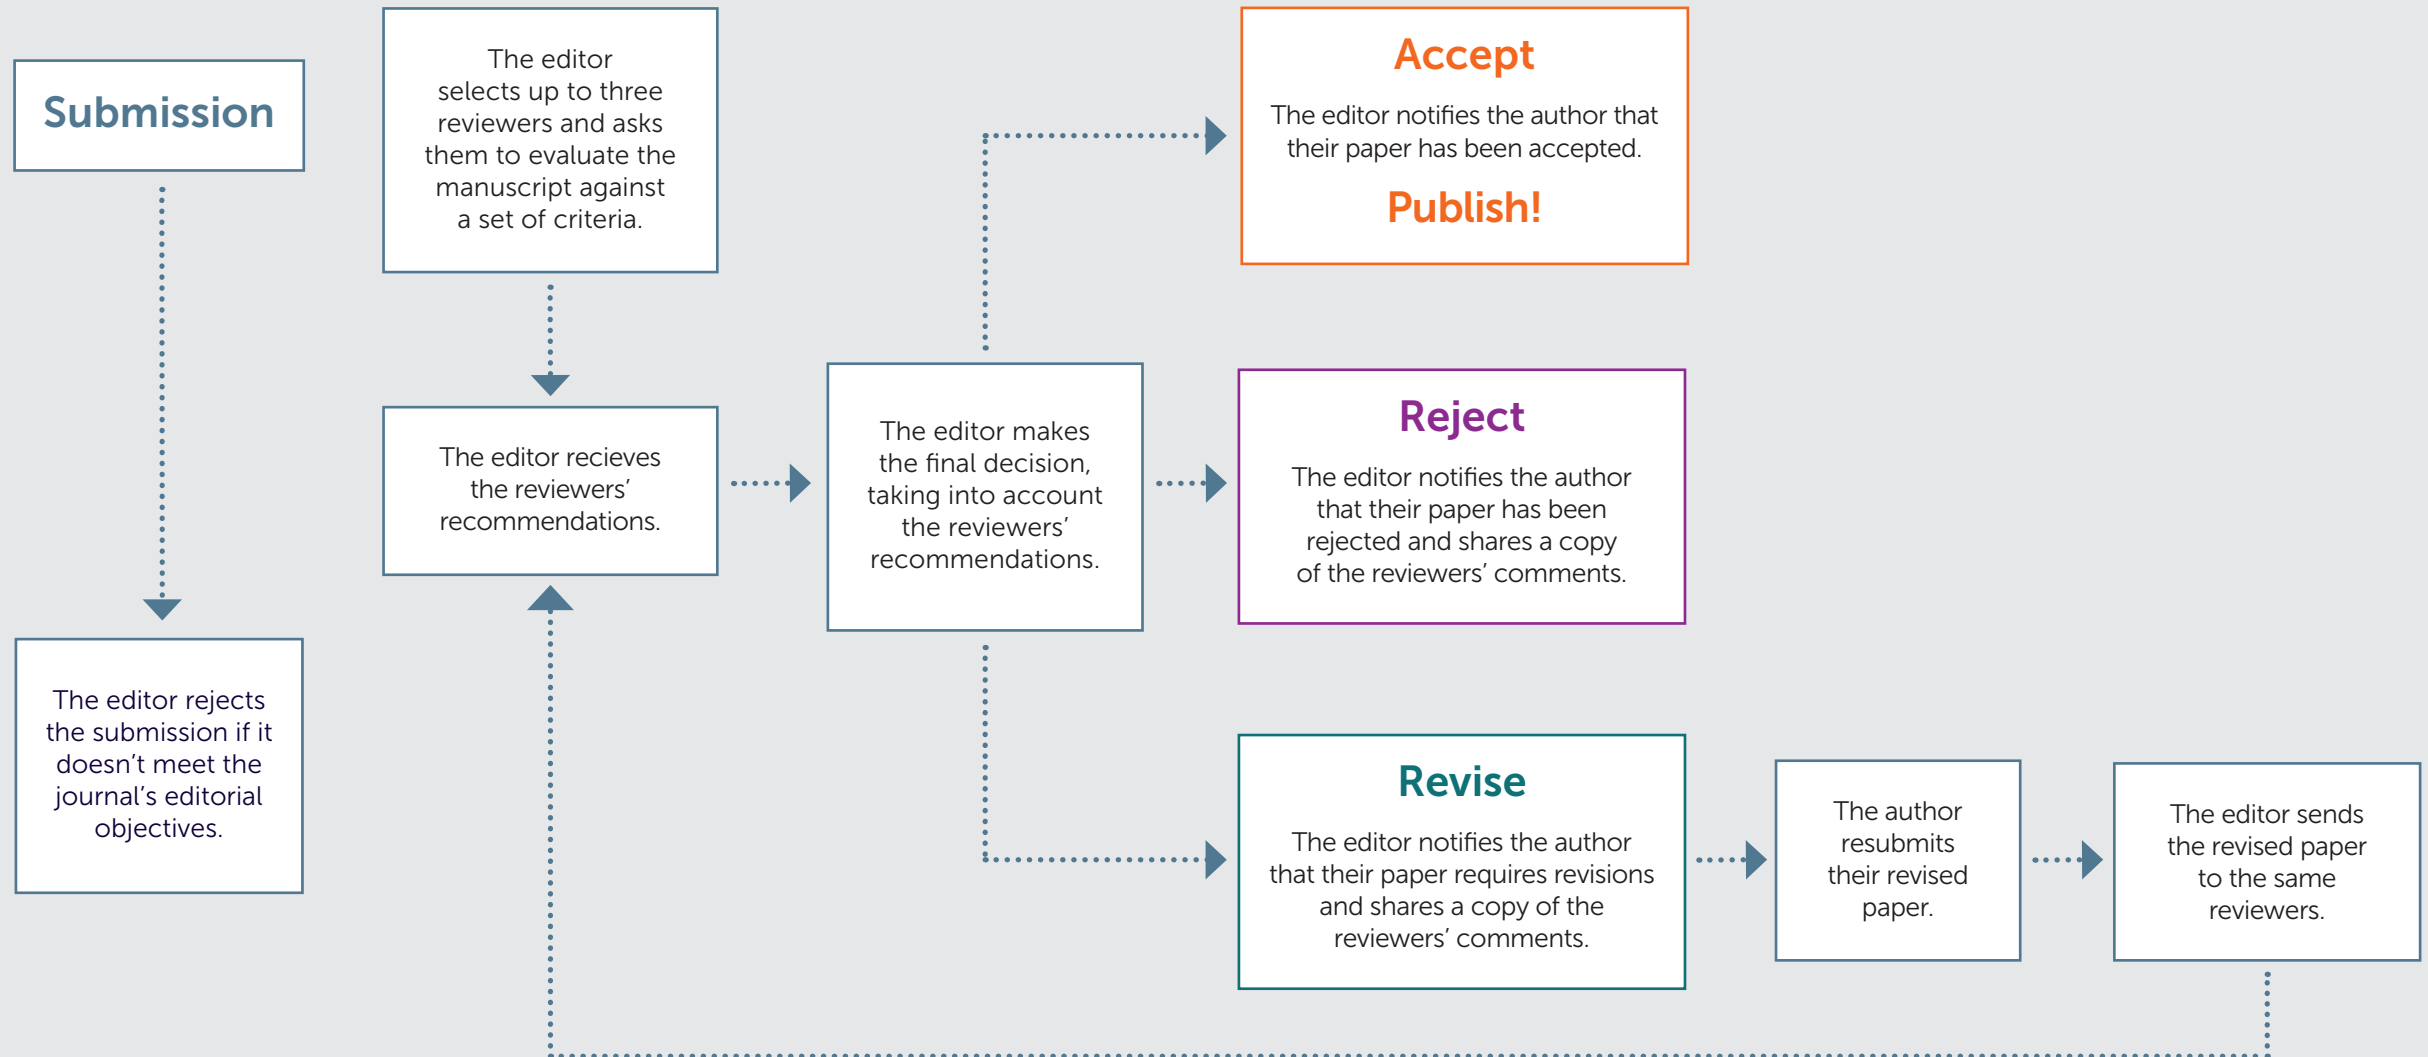 Submission
The editor rejects
the submission if it
doesn’t meet the
journal’s editorial
objectives.
The editor
selects up to three
reviewers and asks
them to evaluate the
manuscript against
a set of criteria.
The editor recieves
the reviewers’
recommendations.
The editor makes
the final decision,
taking into account
the reviewers’
recommendations.
Accept
The editor notifies the author that
their paper has been accepted.
Publish!
Reject
The editor notifies the author
that their paper has been
rejected and shares a copy
of the reviewers’ comments.
Revise
The editor notifies the author
that their paper requires revisions
and shares a copy of the
reviewers’ comments.
The author
resubmits
their revised
paper.
The editor sends
the revised paper
to the same
reviewers.